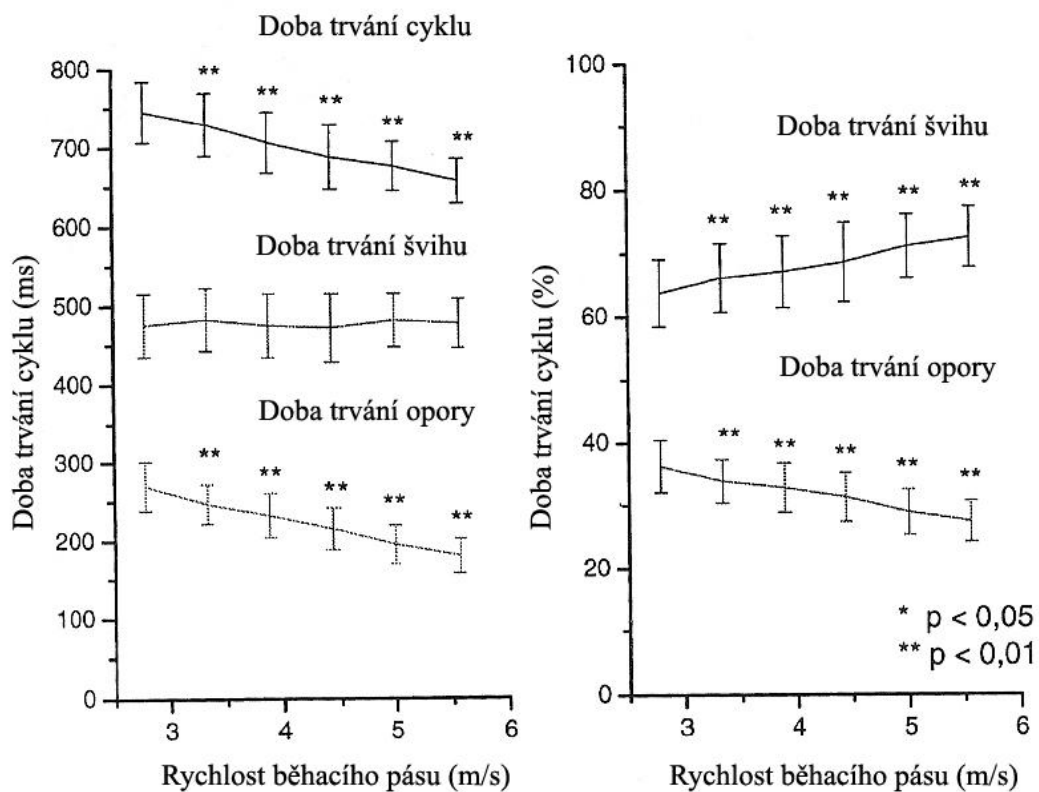 Doba trvání cyklu
800
700
600
500
400
300
200
100
0
Doba trvání cyklu (ms)
** ** ** ** **
Doba trvání švihu
Doba trvání opory
** ** ** ** **
3 4 5 6
Rychlost běhacího pásu (m/s)
100
80
60
40
20
0
Doba trvání cyklu (%)
Doba trvání švihu
** ** ** ** **
Doba trvání opory
** ** ** ** **
* p < 0,05
** p < 0,01
3 4 5 6
Rychlost běhacího pásu (m/s)